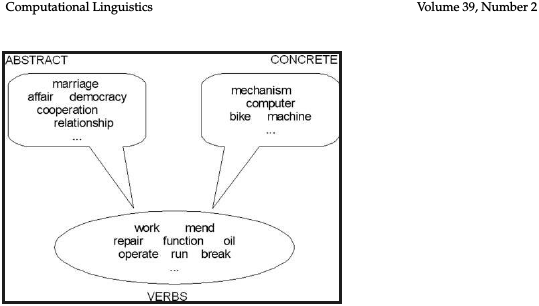 Computational Linguistics
Volume 39, Number 2
ABSTRACT
CONCRETE
marriage
affair democracy
cooperation
relationship
...
mechanism
computer
bike machine
...
work mend
repair function oil
operate run break
...
VERBS